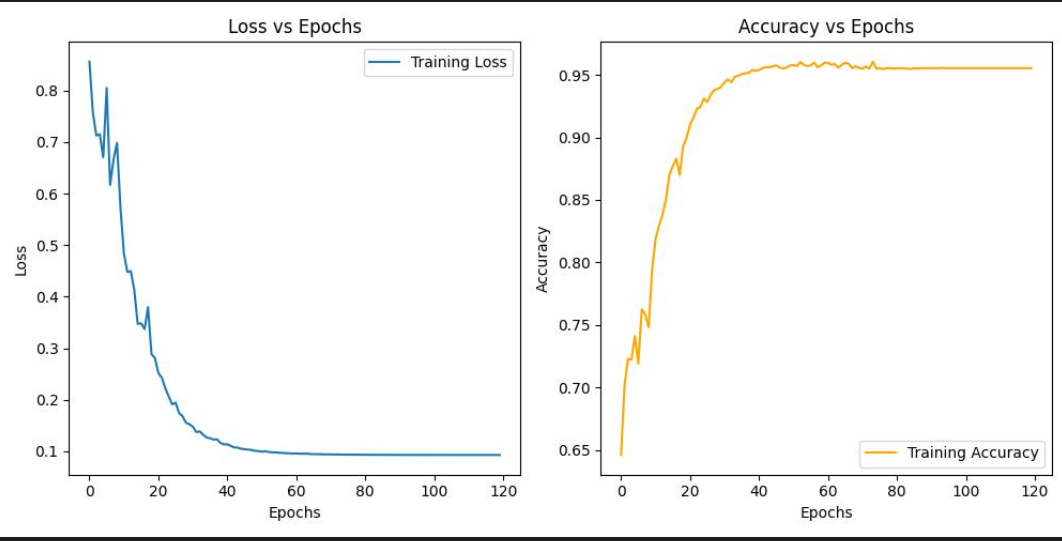 Loss vs Epochs
Training Loss
0.8
0.7
0.6
0.5
0.4
0.3
0.2
0.1
Loss
0 20 40 60 80 100 120
Epochs
Accuracy vs Epochs
0.95
0.90
0.85
0.80
0.75
0.70
0.65
Accuracy
Training Accuracy
0 20 40 60 80 100 120
Epochs